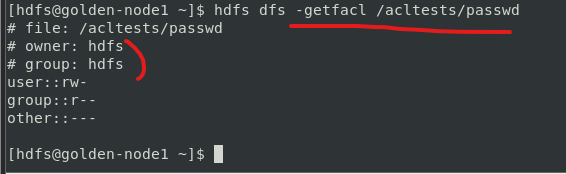 [hdfs@golden-node1 ~]$ hdfs dfs -getfacl /acltests/passwd
# file: /acltests/passwd
# owner: hdfs
# group: hdfs
user::rw-
group::r--
other::---
[hdfs@golden-node1 ~]$